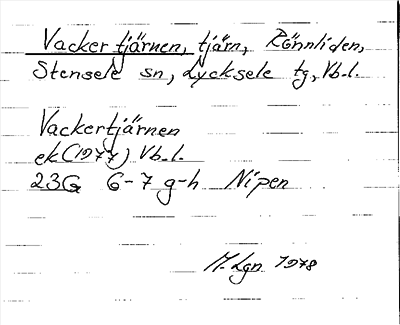 Vackertjärnen, tjärn, Rönnliden,
Stensele sn, Lycksele tg, Vb.l.
Vackertjärnen
ek (1977) Vb.l.
23G 6-7 g-h Nipen
M. Lgn 1978